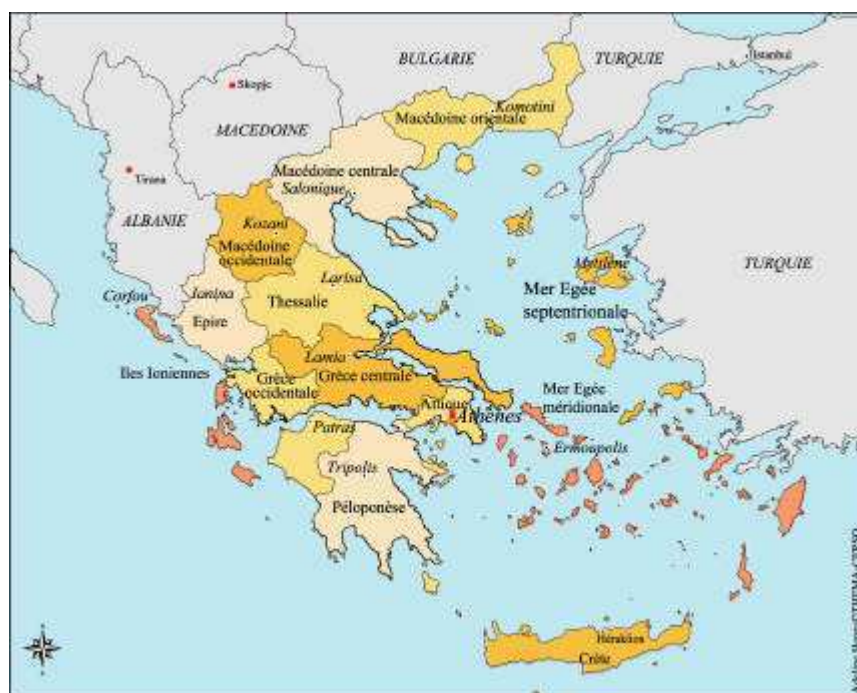 BULGARIE
TURQUIE
Istanbul
Skopje
Komotini
Macédoine orientale
MACEDOINE
Macédoine centrale
Salonique
Tirana
ALBANIE
Kozani
Macédoine
occidentale
Mytilène
TURQUIE
Larisa
Ianina
Corfou
Thessalie
Mer Egée
septentrionale
Epire
Lamia
Iles Ioniennes
Grèce
occidentale
Grèce centrale
Mer Egée
méridionale
Attique
Athènes
Patras
Ermoupolis
Tripolis
Péloponèse
Héraklion
Crète